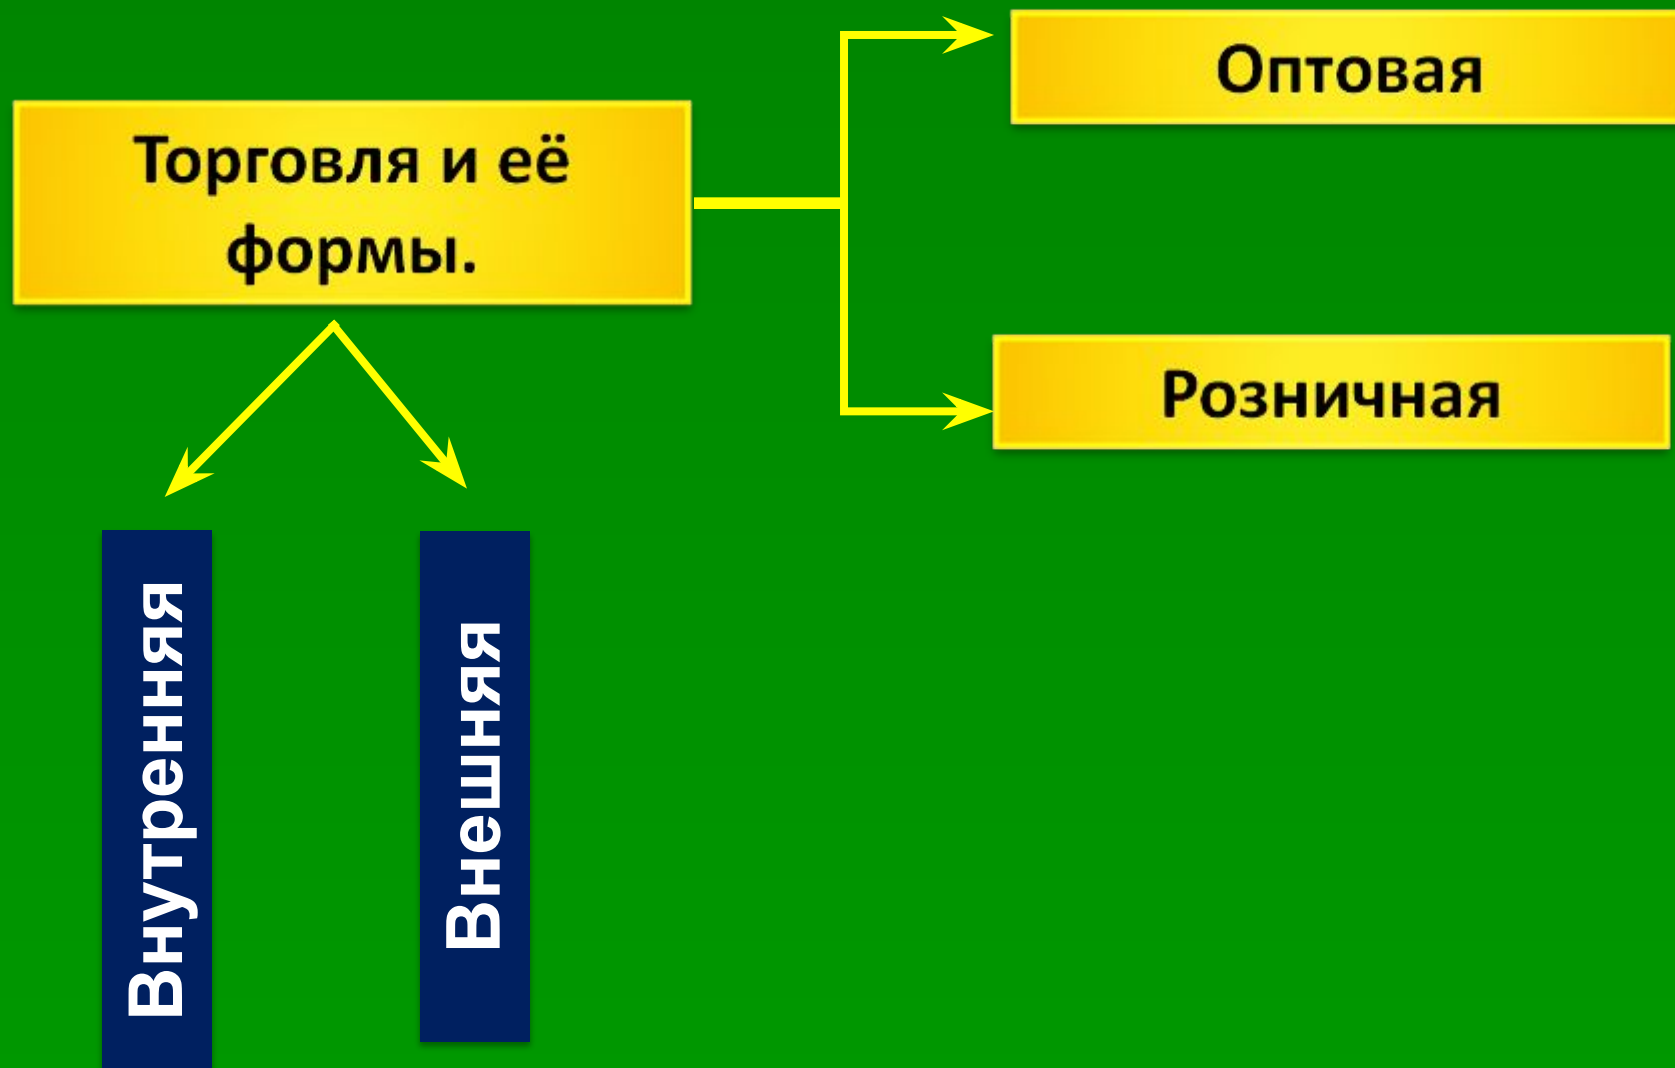 Оптовая
Торговля и её
формы.
Розничная
Внутренняя
Внешняя